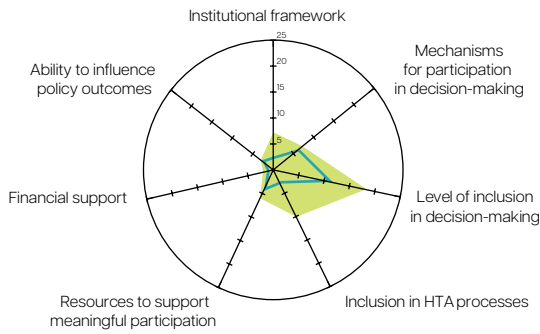 Institutional framework
25
20
15
10
5
Mechanisms
for participation
in decision-making
Ability to influence
policy outcomes
Financial support
Level of inclusion
in decision-making
Resources to support
meaningful participation
Inclusion in HTA processes